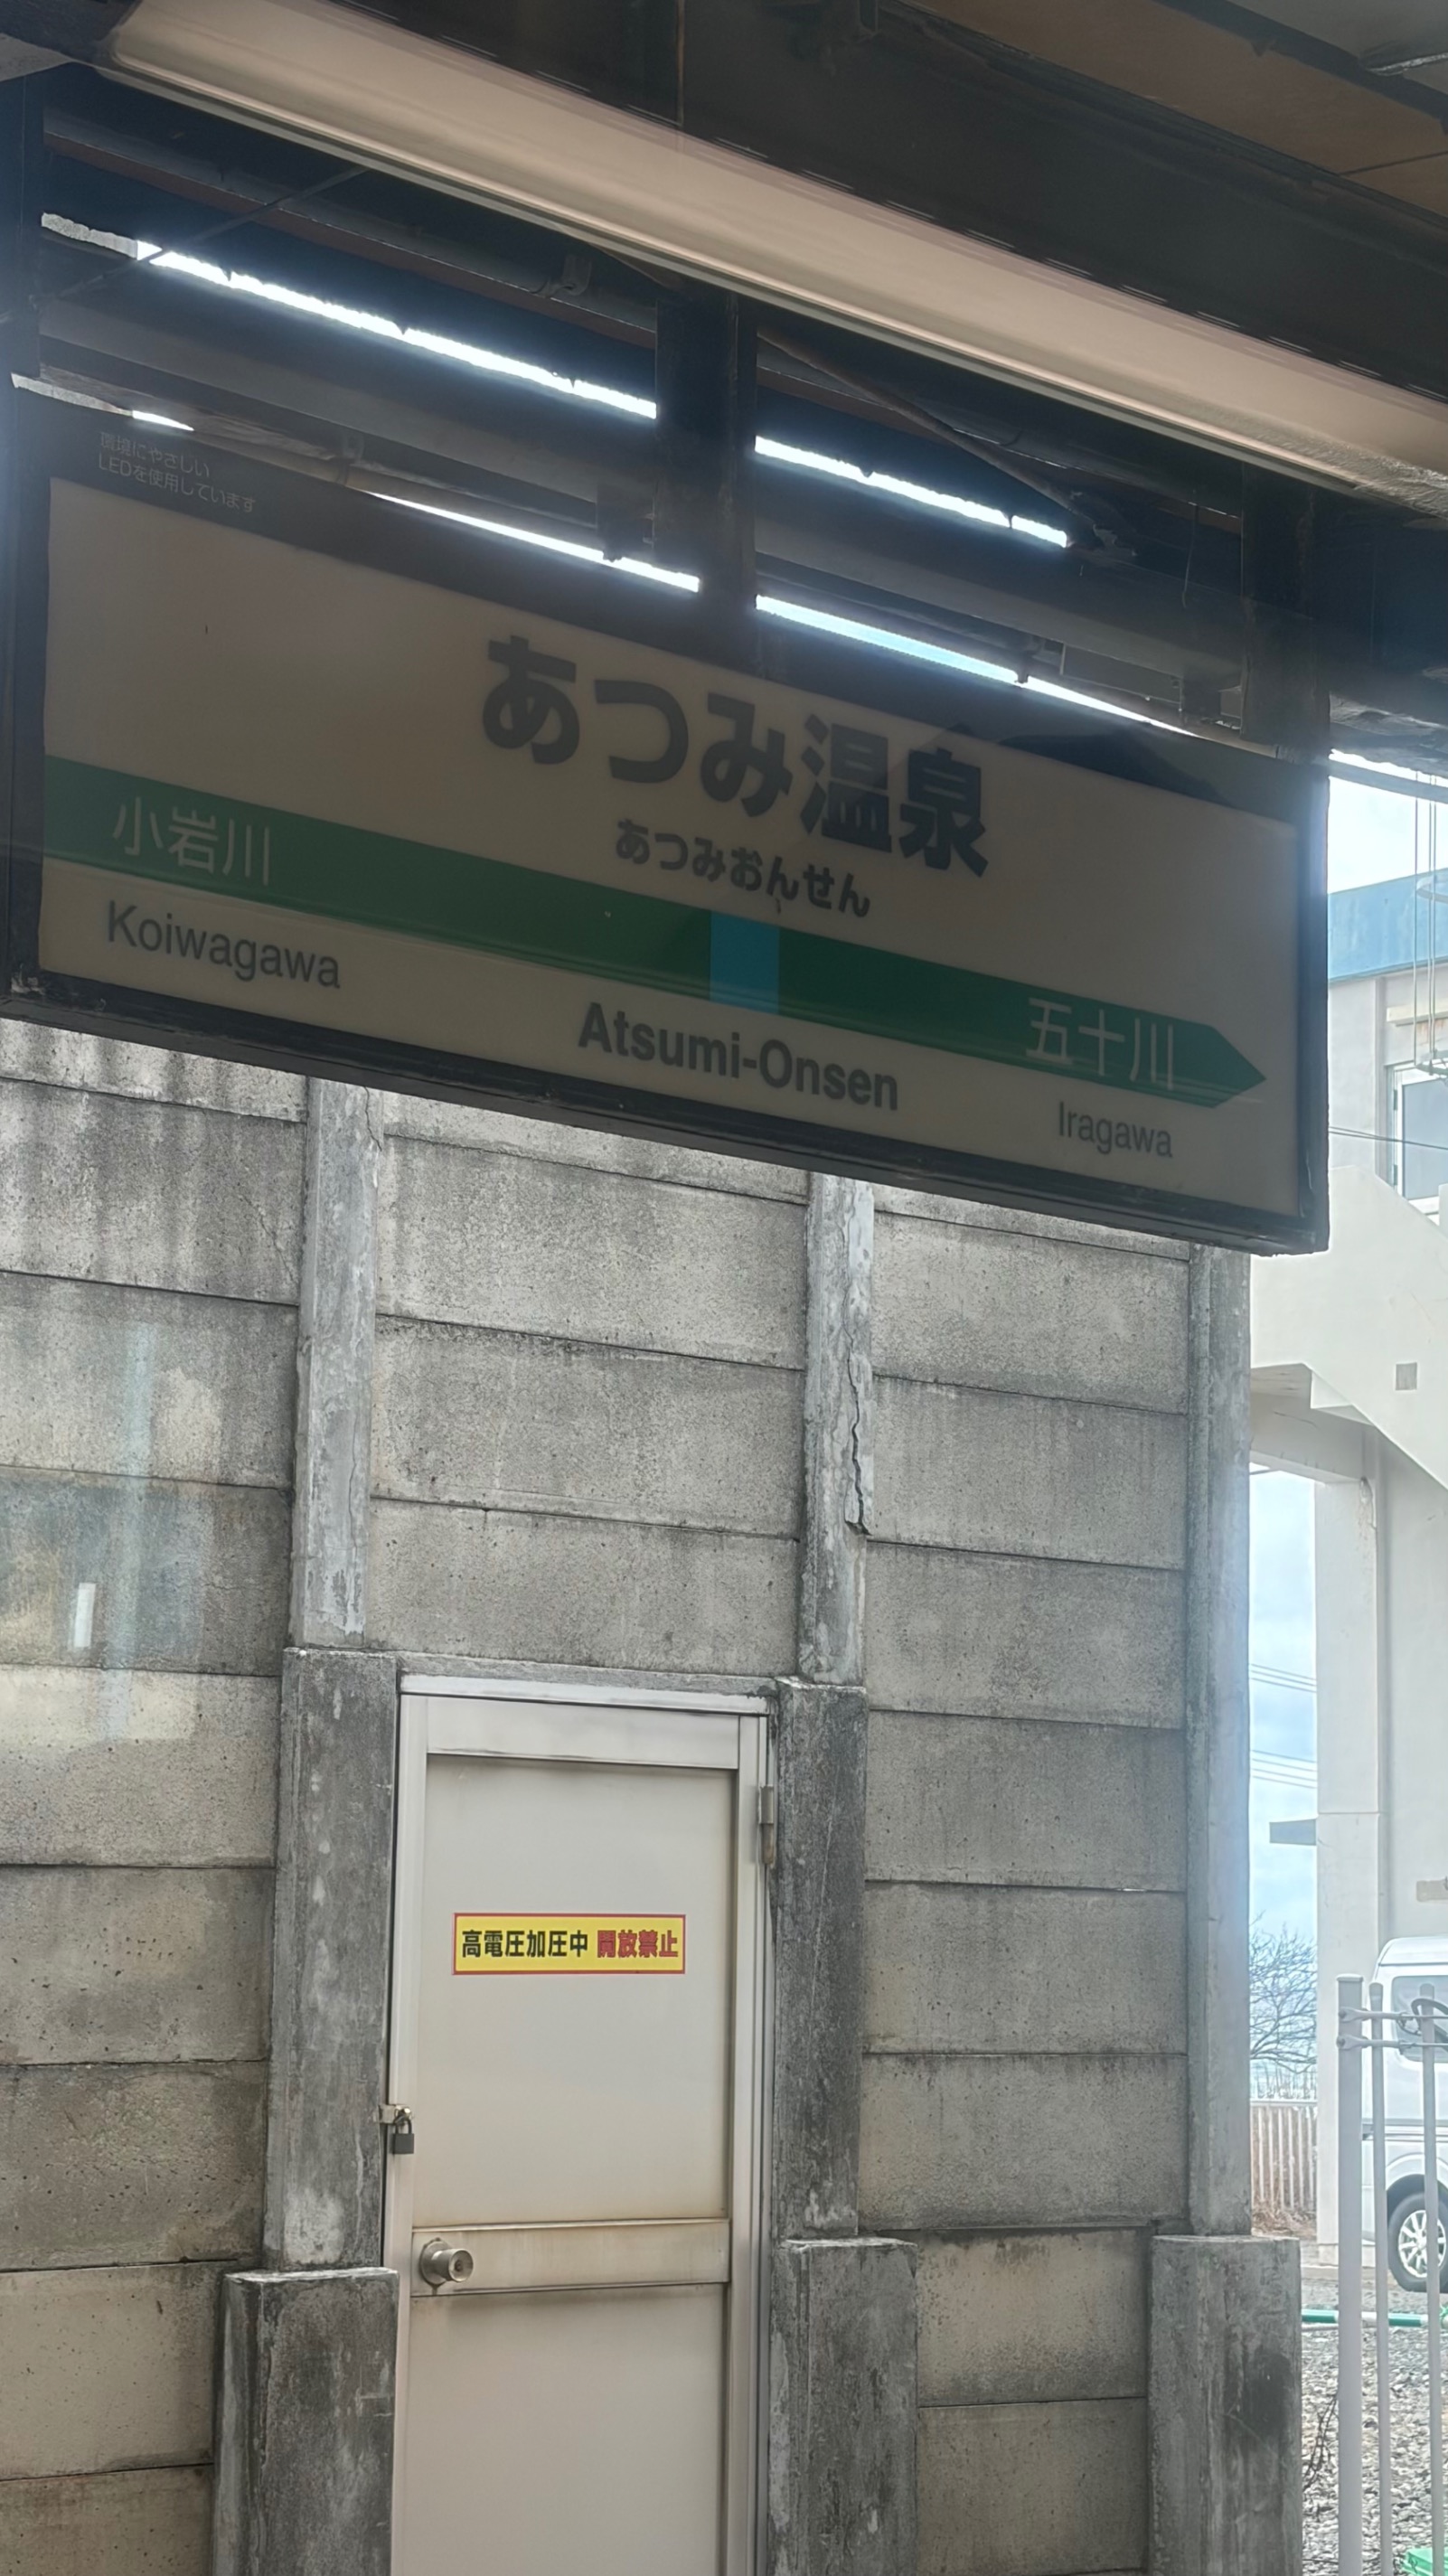 環境にやさしい
LEDを使用しています
あつみ温泉
あつみおんせん
小岩川
五十川
Koiwagawa
Atsumi-Onsen
Iragawa
高電圧加圧中 開放禁止